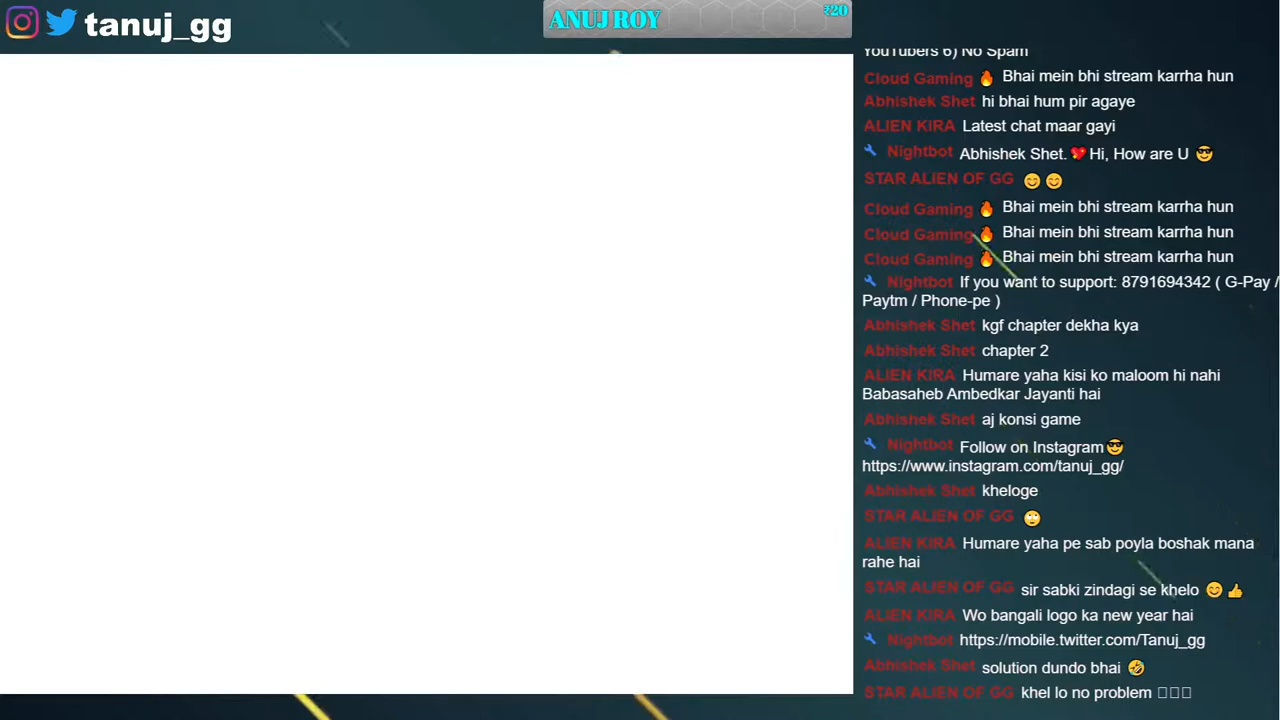 tanuj_gg
ANUJ ROY
₹20
YouTubers 6) No Spam
Cloud Gaming 🔥 Bhai mein bhi stream karrha hun
Abhishek Shet hi bhai hum pir agaye
ALIEN KIRA Latest chat maar gayi
Nightbot Abhishek Shet.💖Hi, How are U 😎
STAR ALIEN OF GG 😊😊
Cloud Gaming 🔥 Bhai mein bhi stream karrha hun
Cloud Gaming 🔥 Bhai mein bhi stream karrha hun
Cloud Gaming 🔥 Bhai mein bhi stream karrha hun
Nightbot If you want to support: 8791694342 ( G-Pay /
Paytm / Phone-pe )
Abhishek Shet kgf chapter dekha kya
Abhishek Shet chapter 2
ALIEN KIRA Humare yaha kisi ko maloom hi nahi
Babasaheb Ambedkar Jayanti hai
Abhishek Shet aj konsi game
Nightbot Follow on Instagram😎
https://www.instagram.com/tanuj_gg/
Abhishek Shet kheloge
STAR ALIEN OF GG 🙄
ALIEN KIRA Humare yaha pe sab poyla boshak mana
rahe hai
STAR ALIEN OF GG sir sabki zindagi se khelo 😊👍
ALIEN KIRA Wo bangali logo ka new year hai
Nightbot https://mobile.twitter.com/Tanuj_gg
Abhishek Shet solution dundo bhai 🤣
STAR ALIEN OF GG khel lo no problem □□□